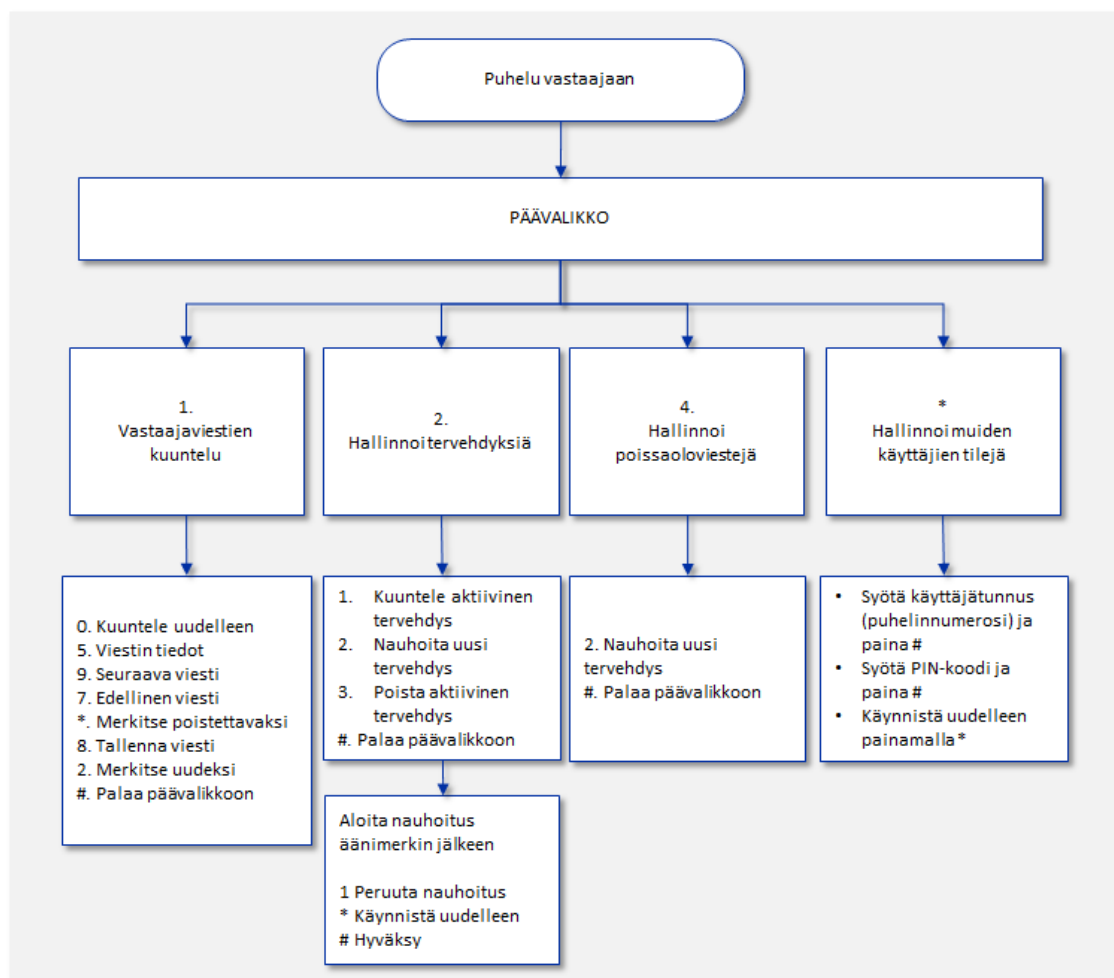 Puhelu vastaajaan
PÄÄVALIKKO
1.
Vastaajaviestien
kuuntelu
2.
Hallinnoi tervehdyksiä
4.
Hallinnoi
poissaoloviestejä
*
Hallinnoi muiden
käyttäjien tilejä
0. Kuuntele uudelleen
5. Viestin tiedot
9. Seuraava viesti
7. Edellinen viesti
*. Merkitse poistettavaksi
8. Tallenna viesti
2. Merkitse uudeksi
#. Palaa päävalikkoon
1. Kuuntele aktiivinen
tervehdys
2. Nauhoita uusi
tervehdys
3. Poista aktiivinen
tervehdys
#. Palaa päävalikkoon
2. Nauhoita uusi
tervehdys
#. Palaa päävalikkoon
• Syötä käyttäjätunnus
(puhelinnumerosi) ja
paina #
• Syötä PIN-koodi ja
paina #
• Käynnistä uudelleen
painamalla *
Aloita nauhoitus
äänimerkin jälkeen
1 Peruuta nauhoitus
* Käynnistä uudelleen
# Hyväksy